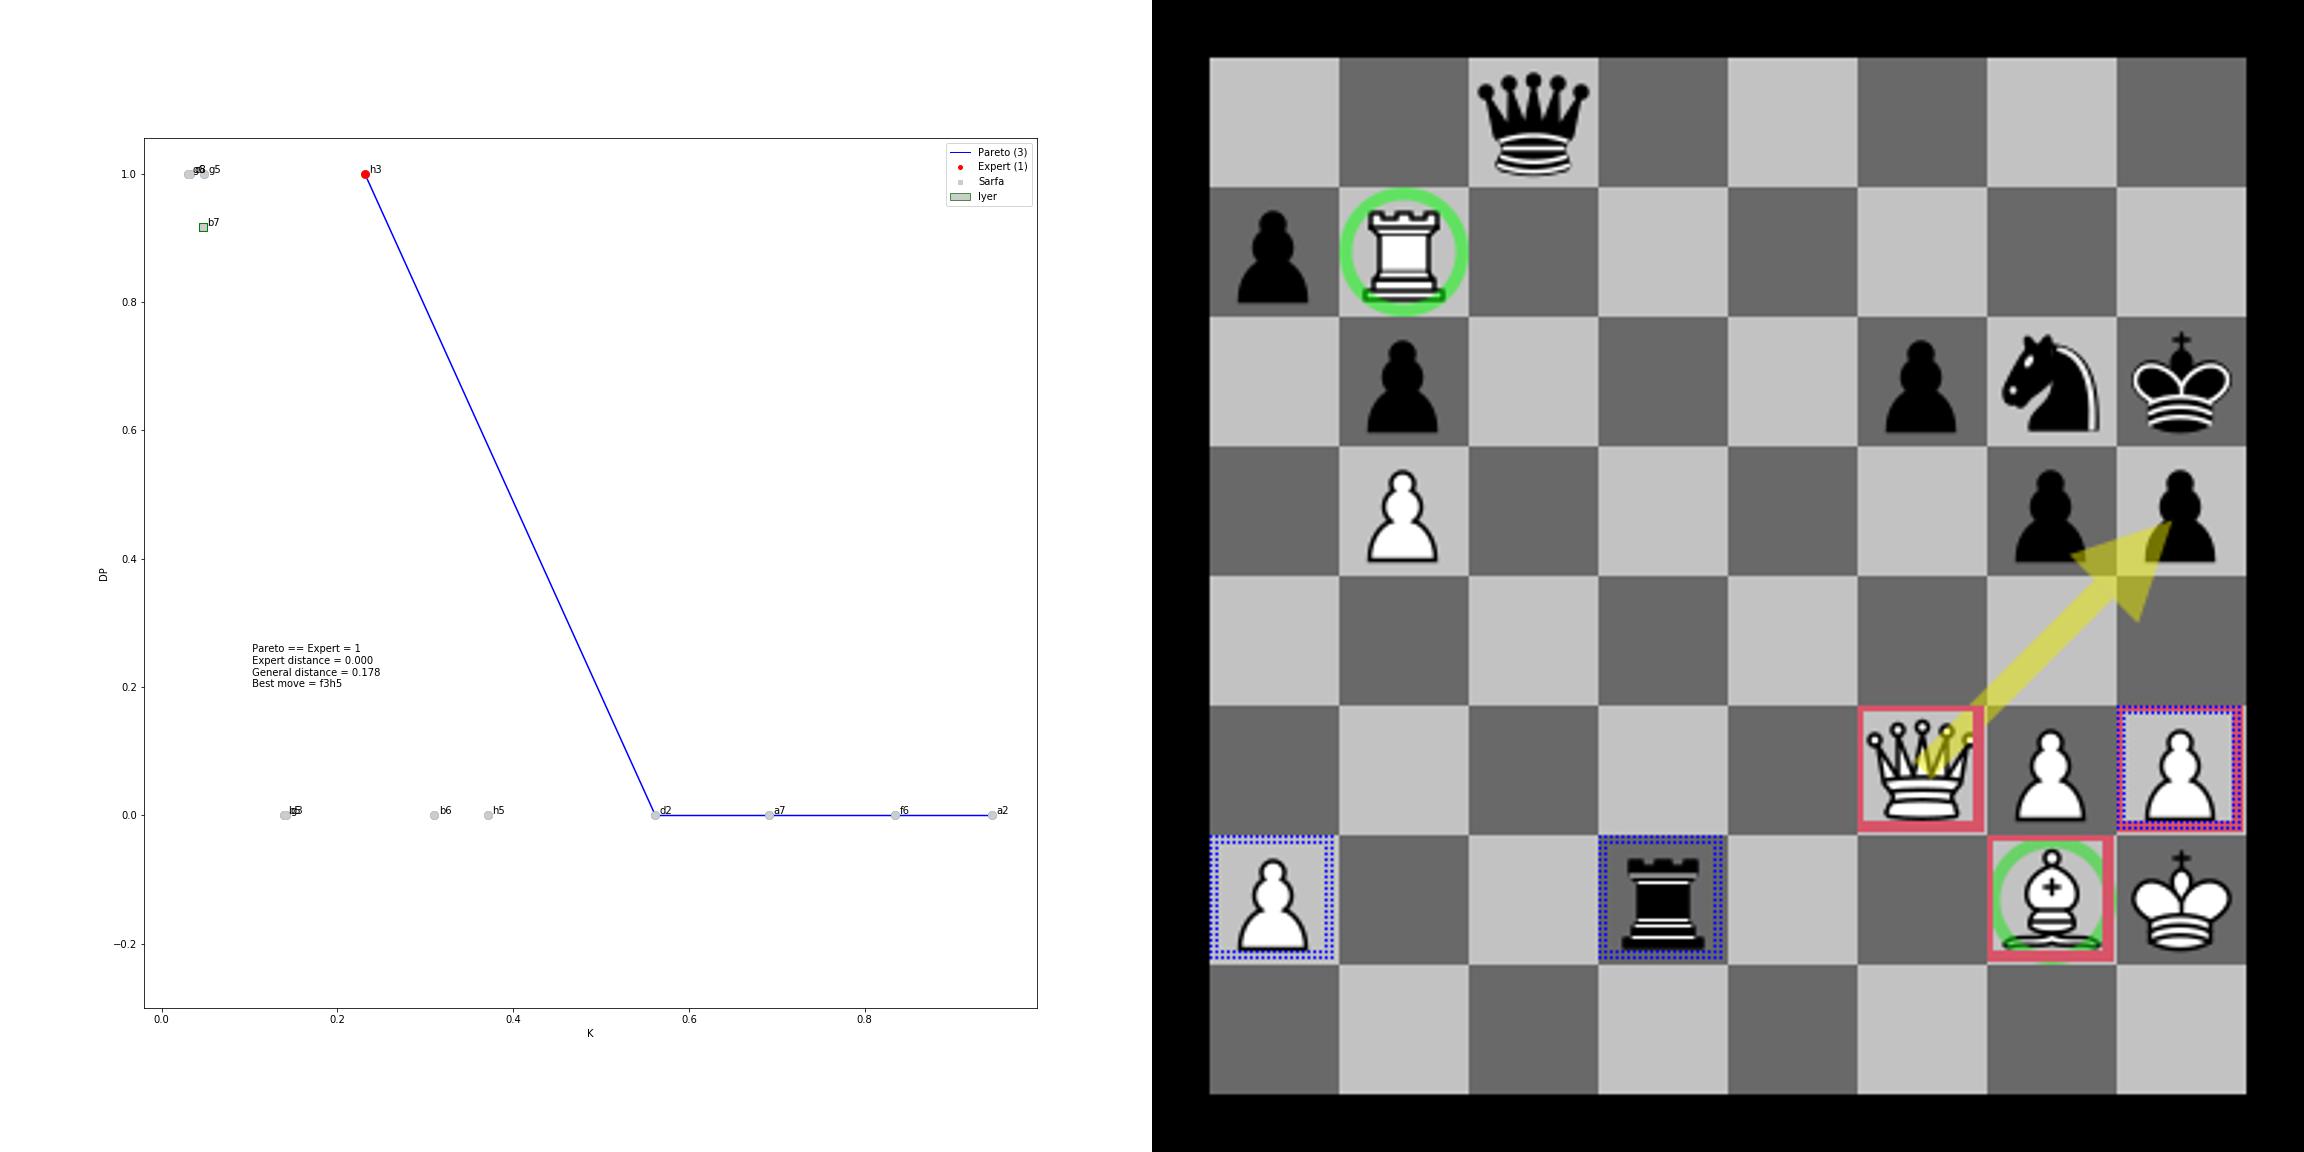 Pareto (3)
Expert (1)
Sarfa
Iyer
1.0
g5
h3
b7
0.8
0.6
DP
0.4
Pareto == Expert = 1
Expert distance = 0.000
General distance = 0.178
Best move = f3h5
0.2
0.0
b6
h5
d2
a7
f6
a2
−0.2
0.0
0.2
0.4
0.6
0.8
K